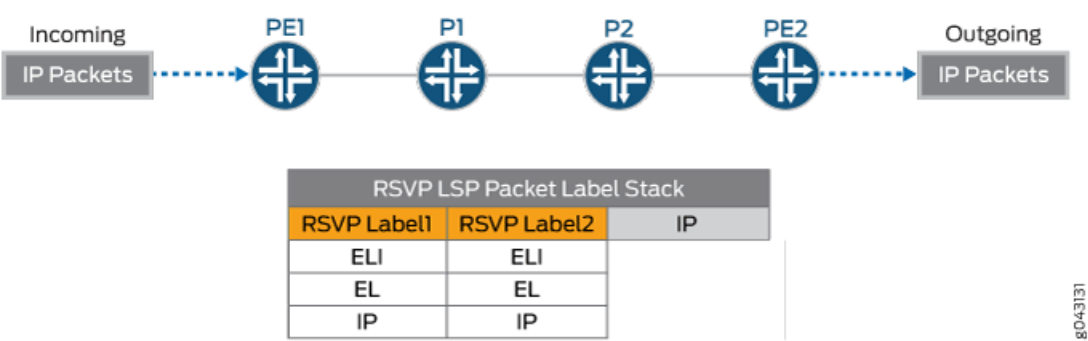 Incoming
IP Packets
PE1
P1
P2
PE2
Outgoing
IP Packets
RSVP LSP Packet Label Stack
RSVP Label1 RSVP Label2 IP
ELI ELI
EL EL
IP IP
g043131